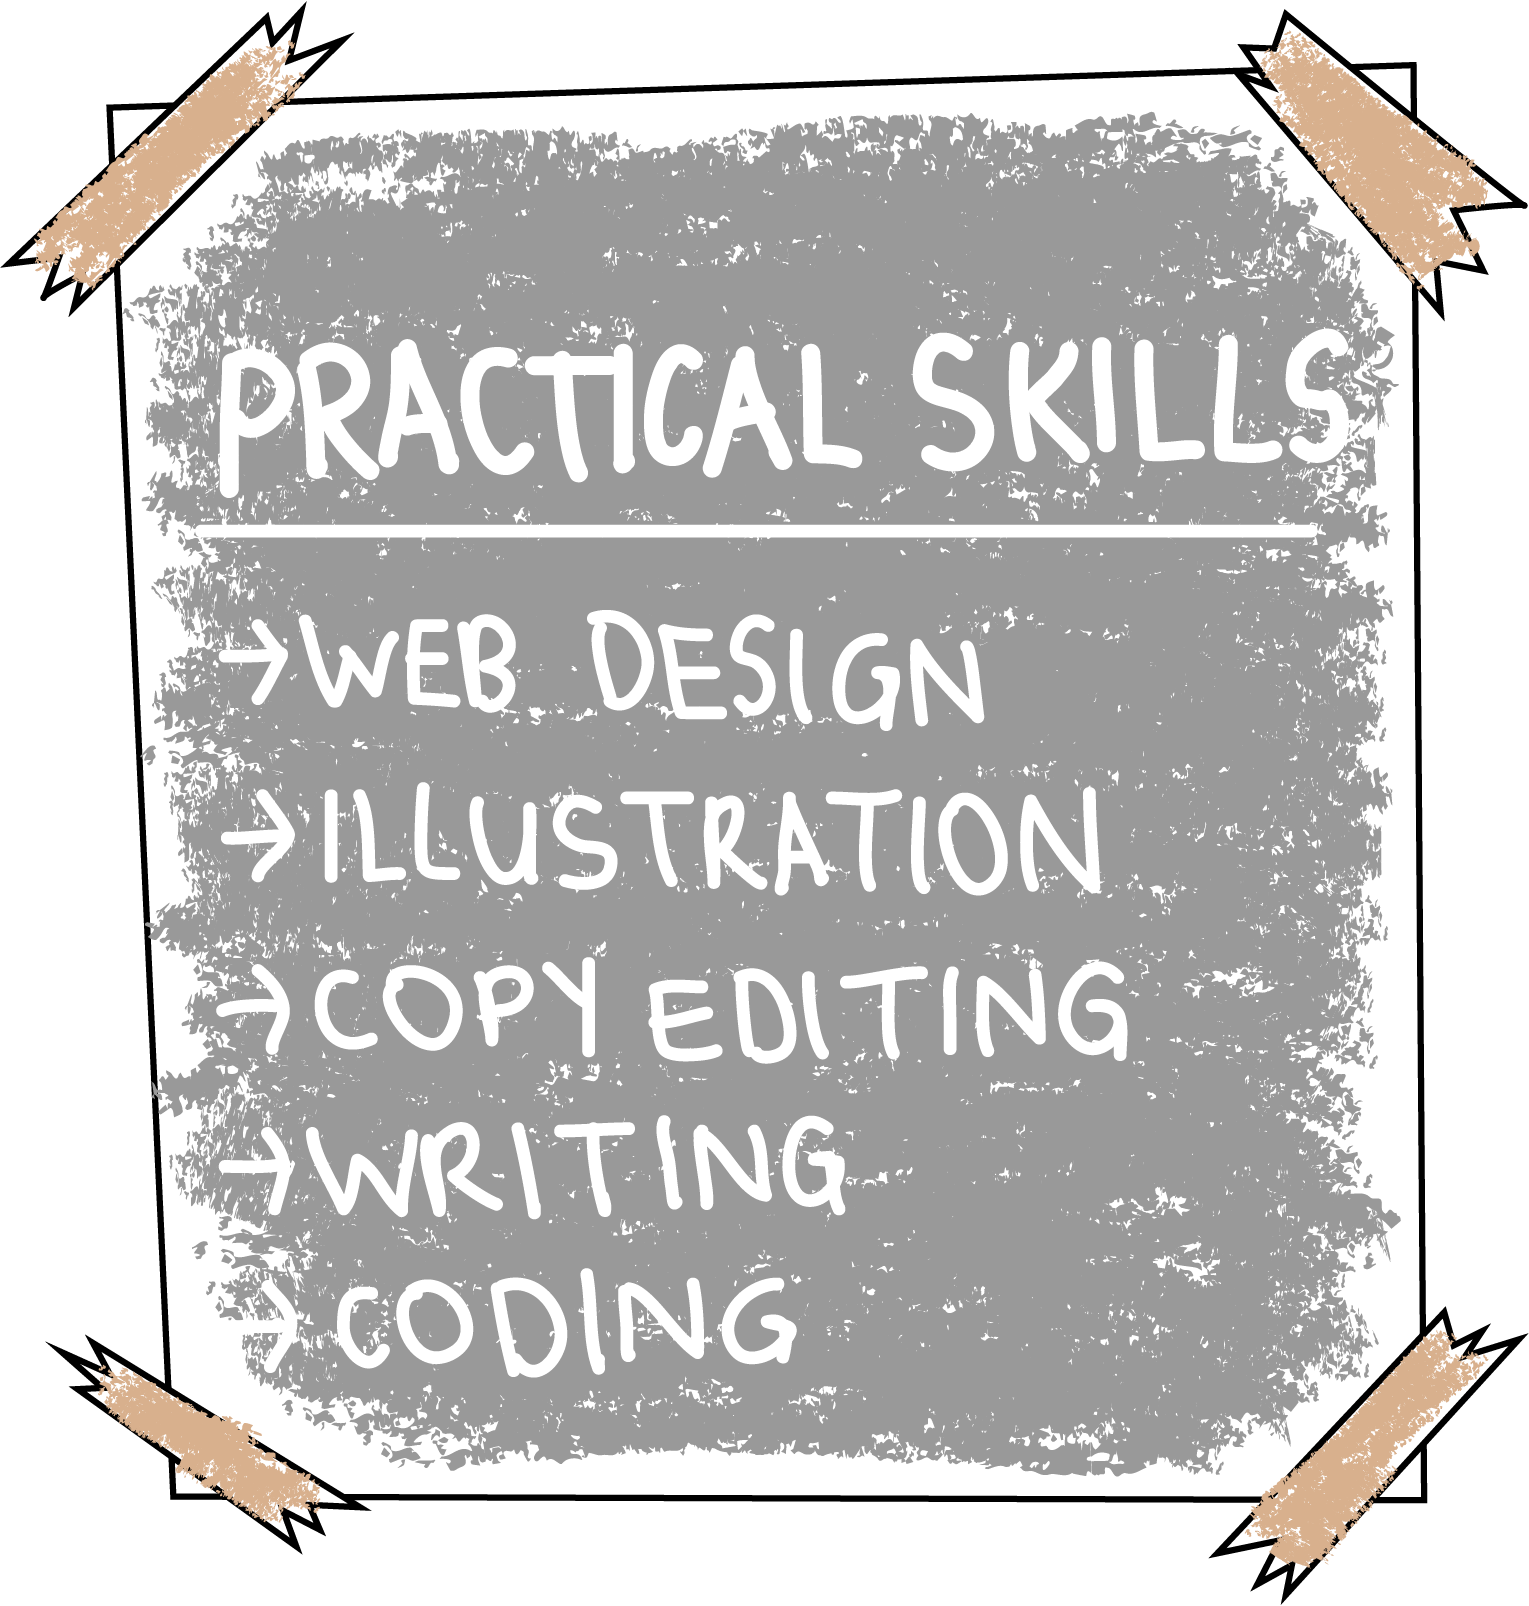 PRACTICAL SKILLS
→WEB DESIGN
→ILLUSTRATION
→COPY EDITING
→WRITING
→CODING